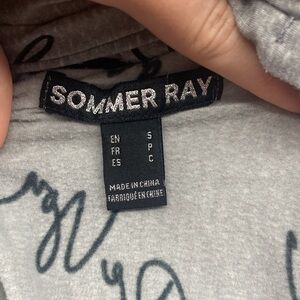 SOMMER RAY
EN S
FR P
ES C
MADE IN CHINA
FABRIQUÉ EN CHINE